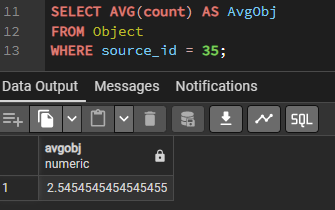 11 SELECT AVG(count) AS AvgObj
12 FROM Object
13 WHERE source_id = 35;
Data Output Messages Notifications
SQL
avgobj
numeric
1 2.5454545454545455